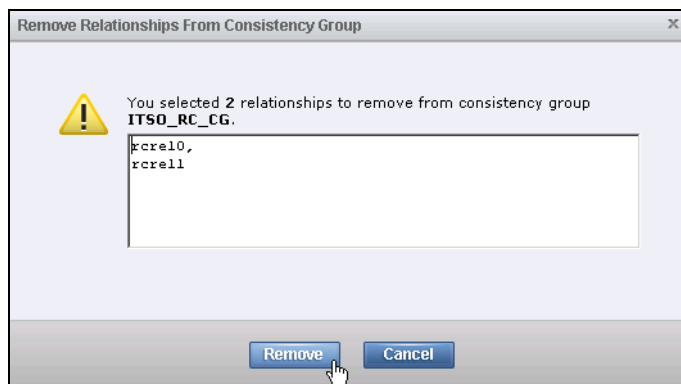 Remove Relationships From Consistency Group
x
You selected 2 relationships to remove from consistency group
ITSO_RC_CG.
rcrel0,
rcrel1
Remove
Cancel